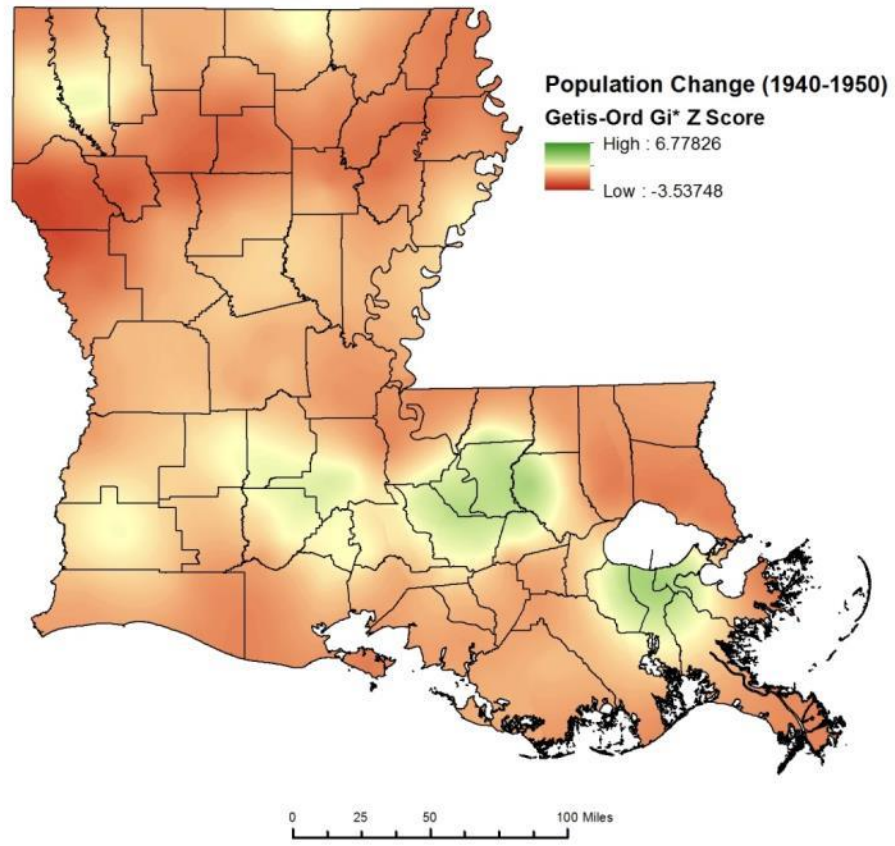 Population Change (1940-1950)
Getis-Ord Gi* Z Score
High : 6.77826
Low : -3.53748
0 25 50 100 Miles